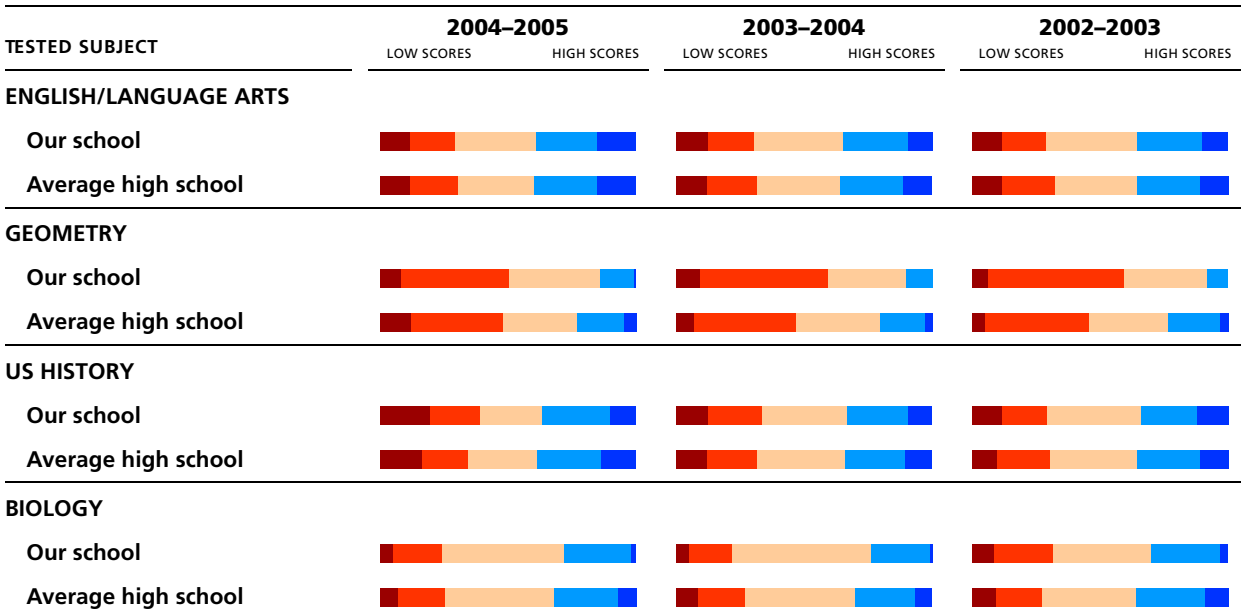 2004–2005 2003–2004 2002–2003
TESTED SUBJECT LOW SCORES HIGH SCORES LOW SCORES HIGH SCORES LOW SCORES HIGH SCORES
ENGLISH/LANGUAGE ARTS
Our school
Average high school
GEOMETRY
Our school
Average high school
US HISTORY
Our school
Average high school
BIOLOGY
Our school
Average high school